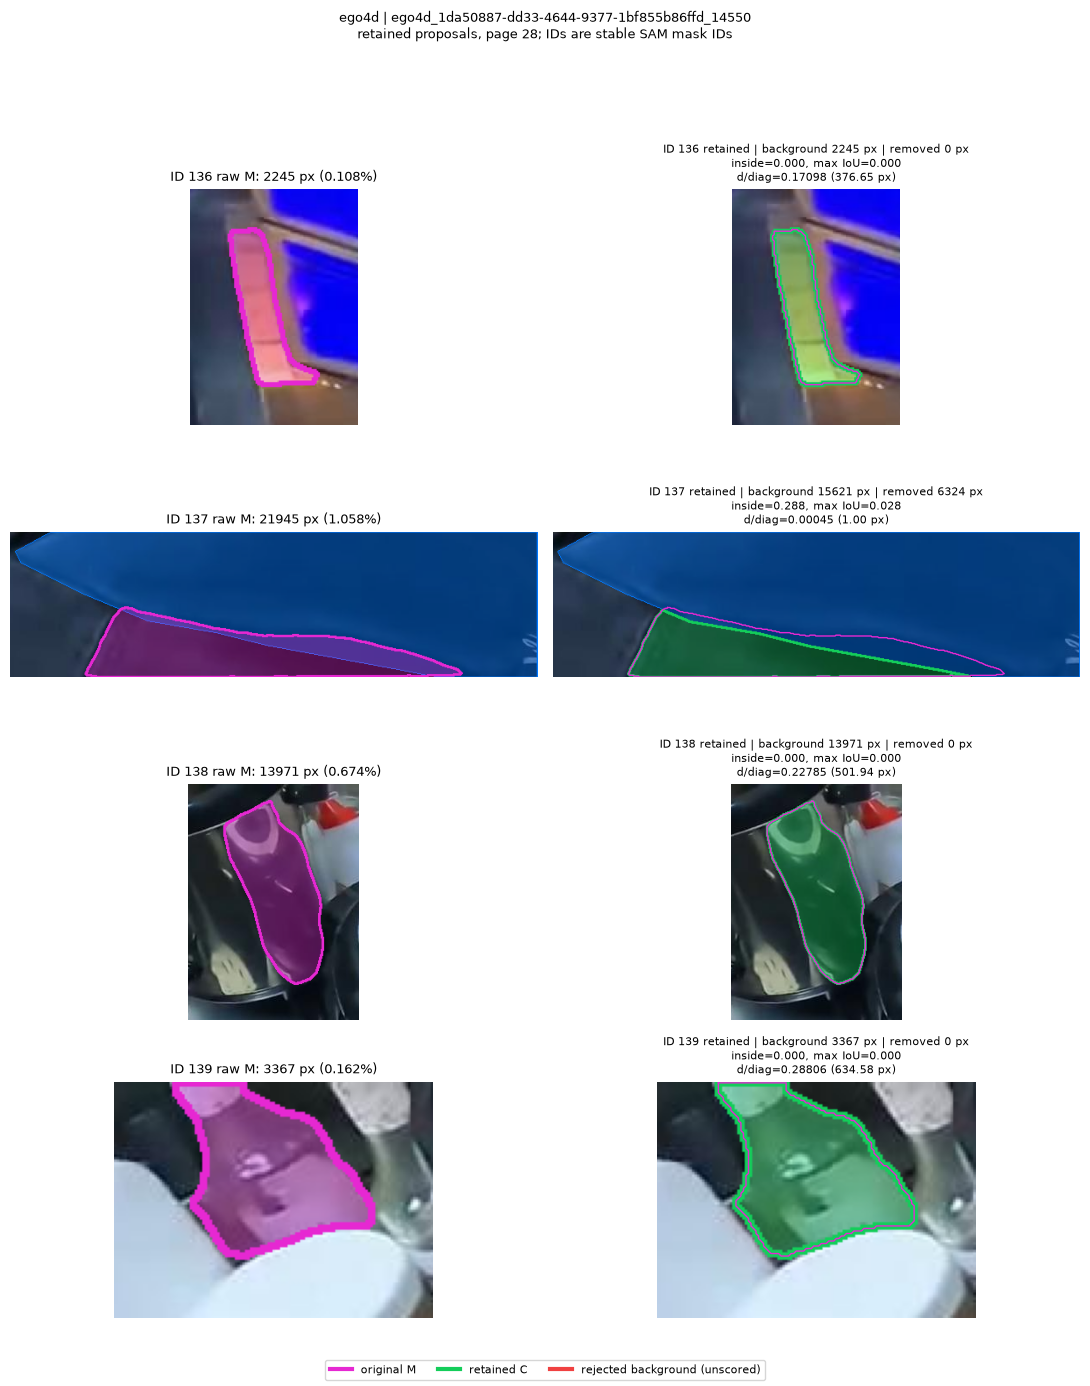 ego4d | ego4d_1da50887-dd33-4644-9377-1bf855b86ffd_14550
retained proposals, page 28; IDs are stable SAM mask IDs
ID 136 raw M: 2245 px (0.108%)
ID 136 retained | background 2245 px | removed 0 px
inside=0.000, max IoU=0.000
d/diag=0.17098 (376.65 px)
ID 137 raw M: 21945 px (1.058%)
ID 137 retained | background 15621 px | removed 6324 px
inside=0.288, max IoU=0.028
d/diag=0.00045 (1.00 px)
ID 138 raw M: 13971 px (0.674%)
ID 138 retained | background 13971 px | removed 0 px
inside=0.000, max IoU=0.000
d/diag=0.22785 (501.94 px)
ID 139 raw M: 3367 px (0.162%)
ID 139 retained | background 3367 px | removed 0 px
inside=0.000, max IoU=0.000
d/diag=0.28806 (634.58 px)
original M
retained C
rejected background (unscored)